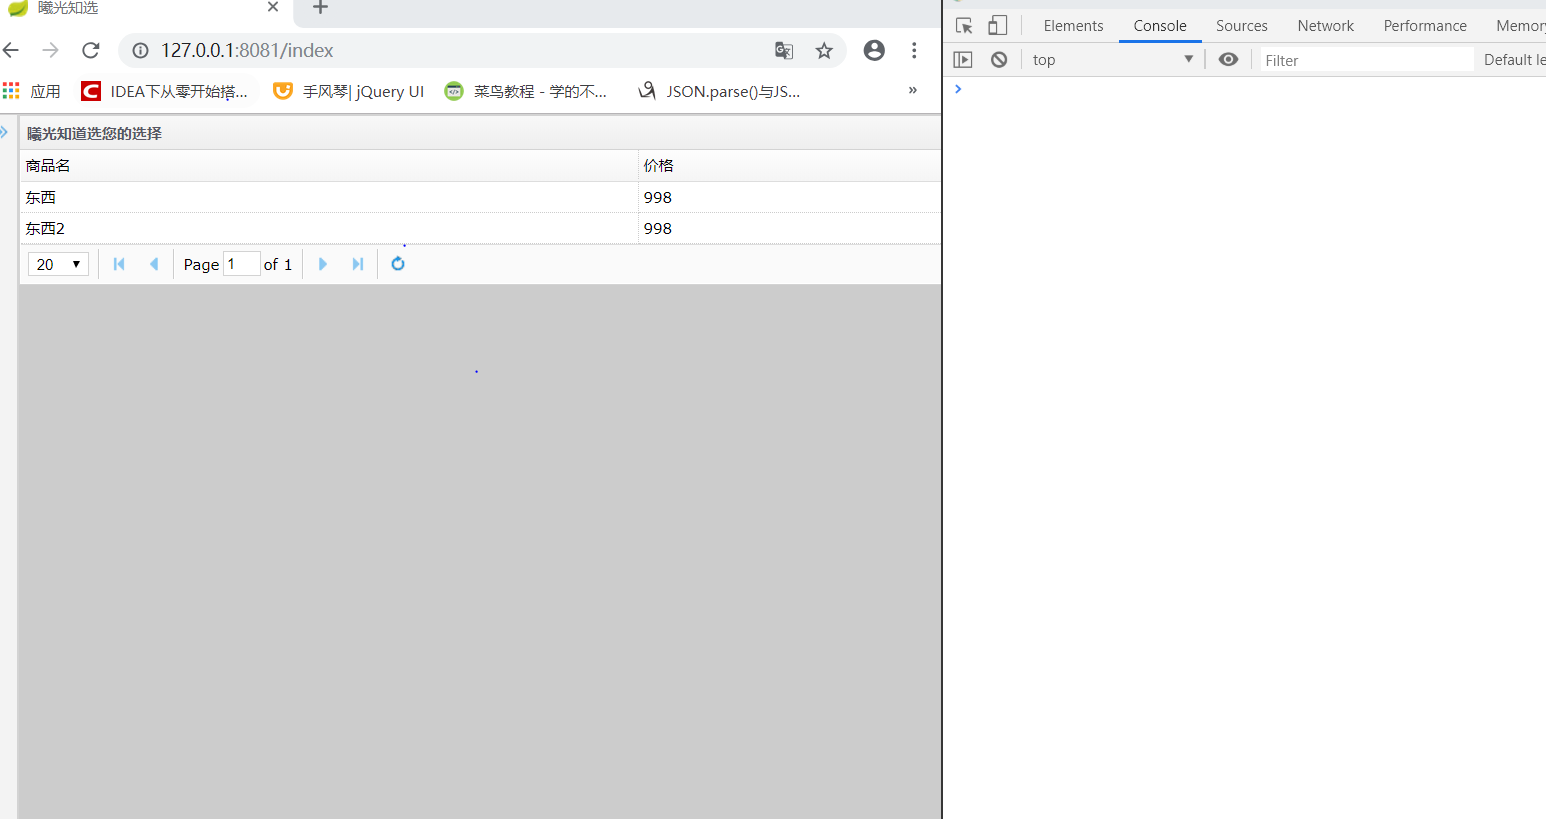 曦光知选
127.0.0.1:8081/index
应用 IDEA下从零开始搭... 手风琴| jQuery UI 菜鸟教程 - 学的不... JSON.parse()与JS... »
曦光知道选您的选择
商品名 价格
东西 998
东西2 998
20 Page 1 of 1
Elements Console Sources Network Performance Memory
top Filter Default le